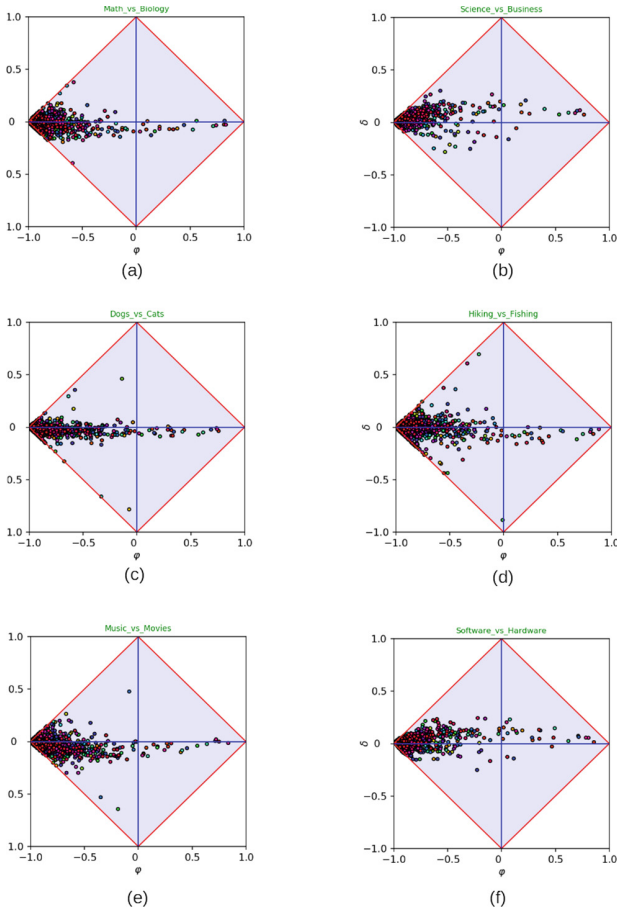 Math_vs_Biology
1.0
0.5
0
0.5
1.0
-1.0 -0.5 0 0.5 1.0
φ
(a)
Science_vs_Business
1.0
0.5
δ 0
−0.5
−1.0
-1.0 -0.5 0 0.5 1.0
φ
(b)
Dogs_vs_Cats
1.0
0.5
0
0.5
1.0
−1.0 −0.5 0 0.5 1.0
φ
(c)
Hiking_vs_Fishing
1.0
0.5
δ 0
−0.5
−1.0
−1.0 −0.5 0 0.5 1.0
φ
(d)
Music_vs_Movies
1.0
0.5
0
0.5
1.0
−1.0 −0.5 0 0.5 1.0
φ
(e)
Software_vs_Hardware
1.0
0.5
δ 0
−0.5
−1.0
−1.0 −0.5 0 0.5 1.0
φ
(f)